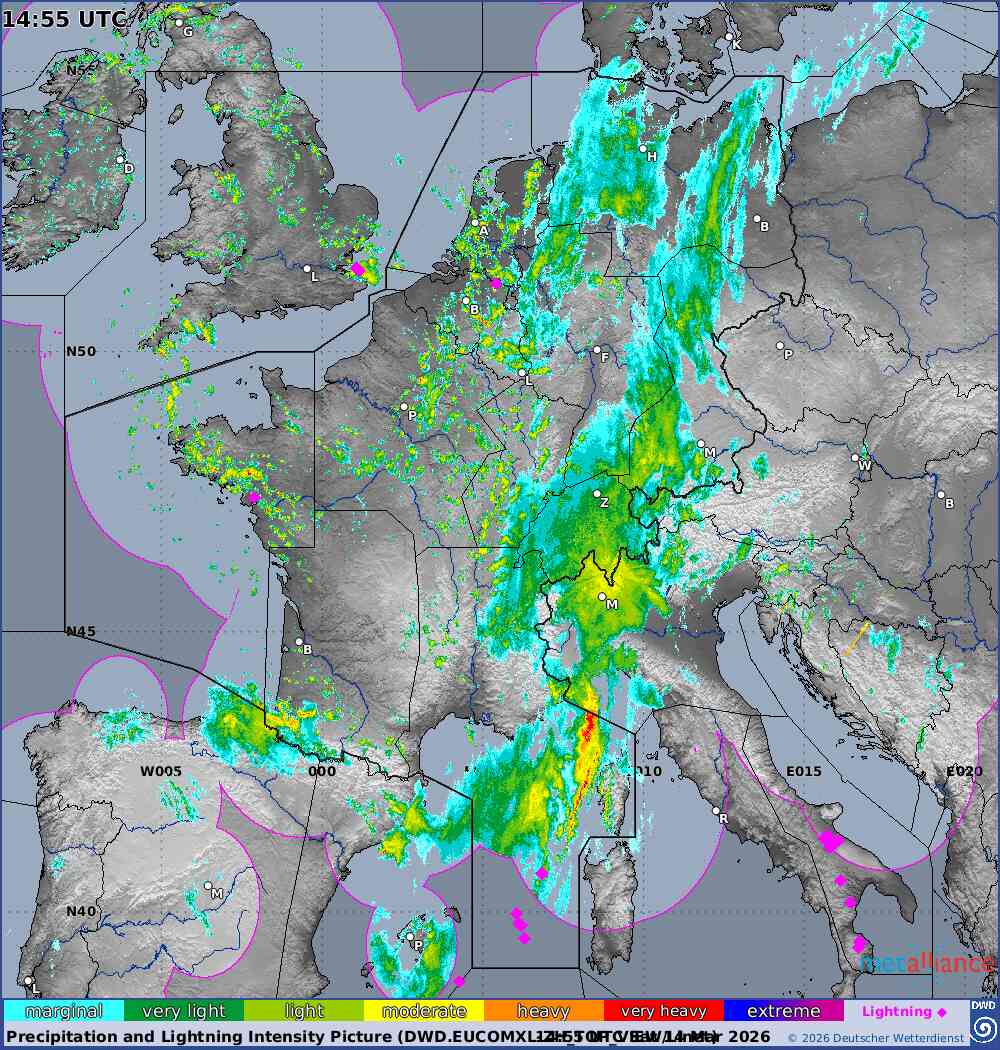 14:55 UTC
G
K
N55
D
H
A
B
L
B
N50
F
P
L
P
M
W
B
Z
M
N45
B
W005
000
010
E015
E020
R
M
N40
P
L
metalliance
marginal
very light
light
moderate
heavy
very heavy
extreme
Lightning
DWD
Precipitation and Lightning Intensity Picture (DWD.EUCOMXL
2026
© 2026 Deutscher Wetterdienst